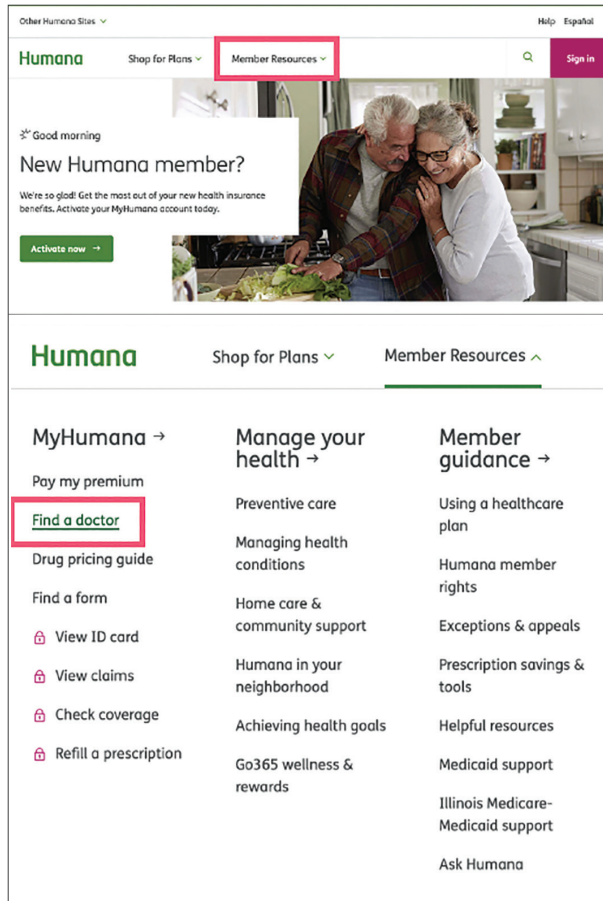 Other Humana Sites
Help Español
Humana
Shop for Plans
Member Resources
Sign in
Good morning
New Humana member?
We're so glad! Get the most out of your new health insurance
benefits. Activate your MyHumana account today.
Activate now →
Humana
Shop for Plans
Member Resources
MyHumana →
Pay my premium
Find a doctor
Drug pricing guide
Find a form
View ID card
View claims
Check coverage
Refill a prescription
Manage your
health →
Preventive care
Managing health
conditions
Home care &
community support
Humana in your
neighborhood
Achieving health goals
Go365 wellness &
rewards
Member
guidance →
Using a healthcare
plan
Humana member
rights
Exceptions & appeals
Prescription savings &
tools
Helpful resources
Medicaid support
Illinois Medicare-
Medicaid support
Ask Humana